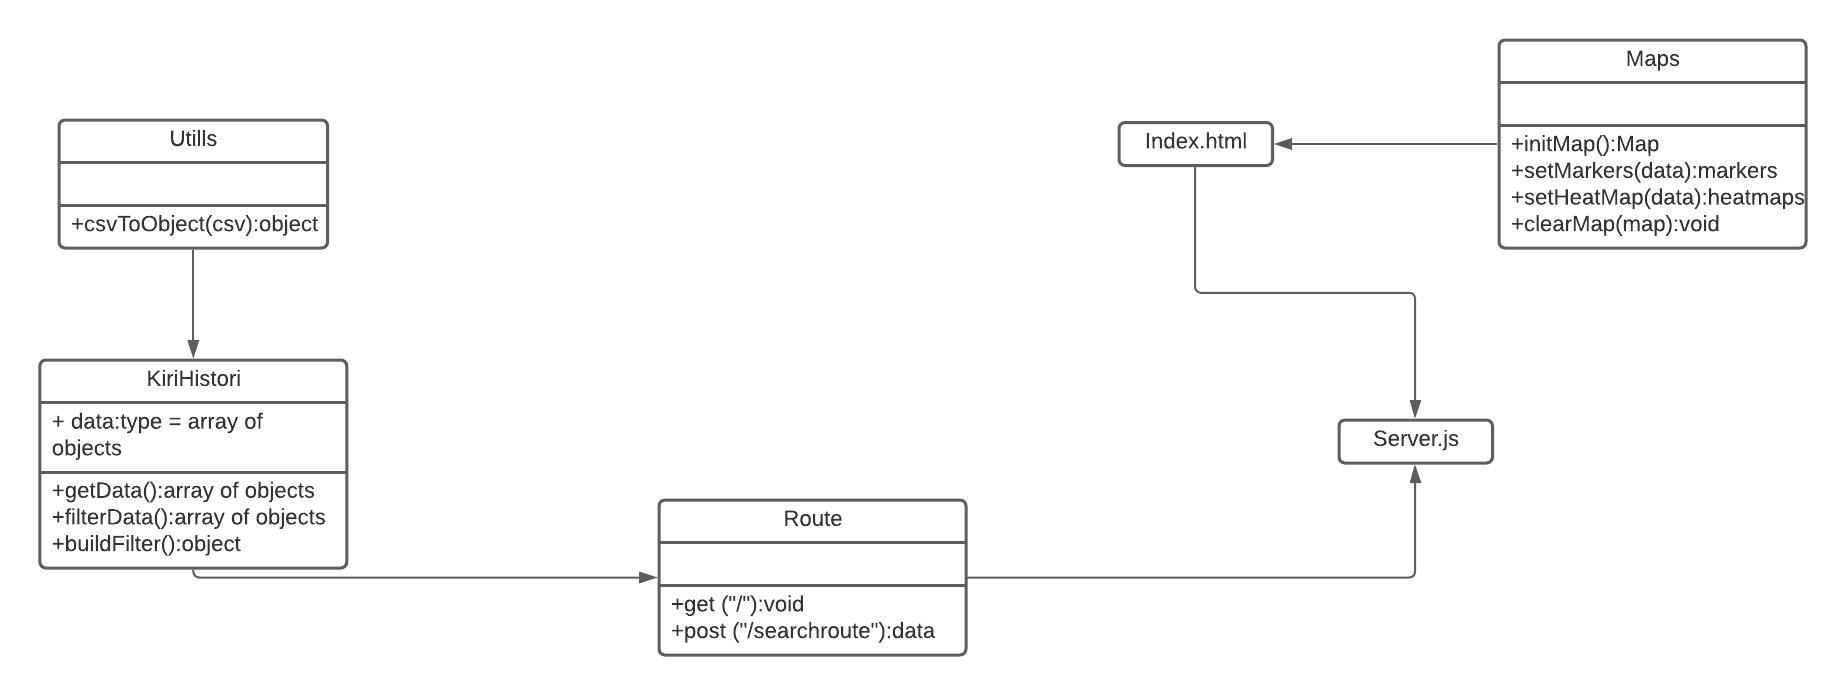 Utills
+csvToObject(csv):object
KiriHistori
+ data:type = array of
objects
+getData():array of objects
+filterData():array of objects
+buildFilter():object
Route
+get ("/"):void
+post ("/searchroute"):data
Index.html
Maps
+initMap():Map
+setMarkers(data):markers
+setHeatMap(data):heatmaps
+clearMap(map):void
Server.js